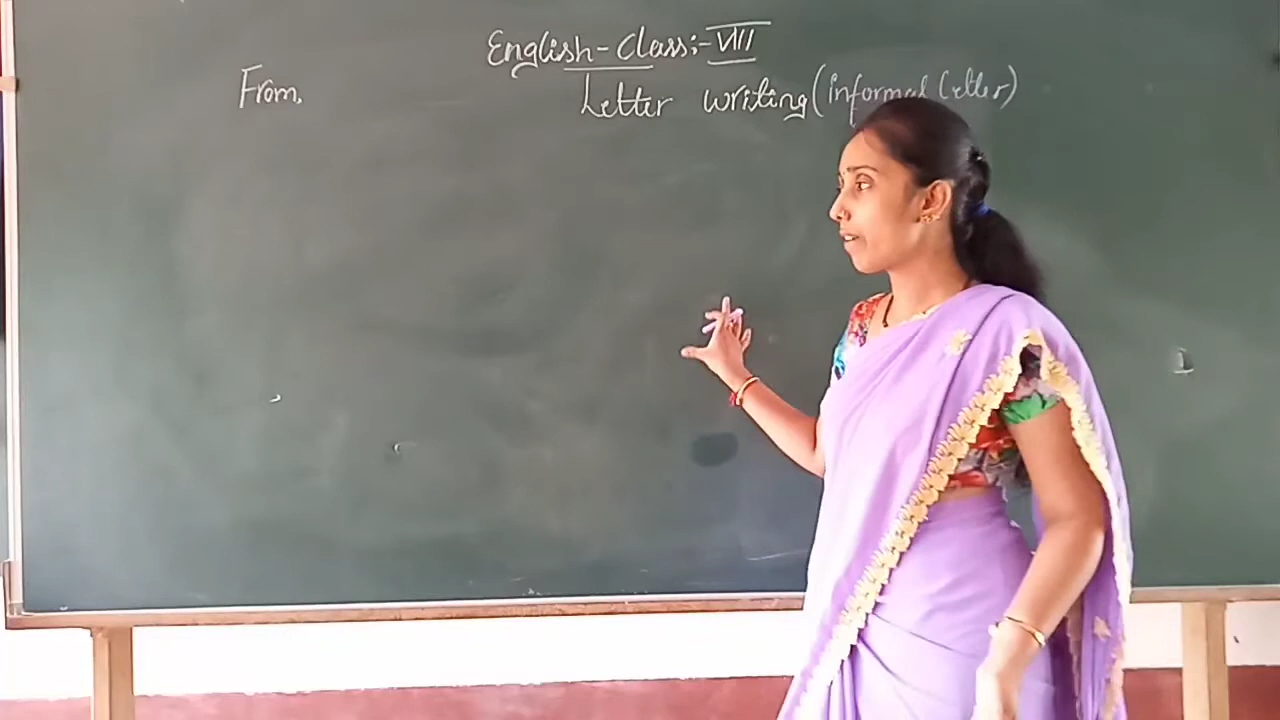 English - Class:- VIII
Letter writing (informal letter)
From,